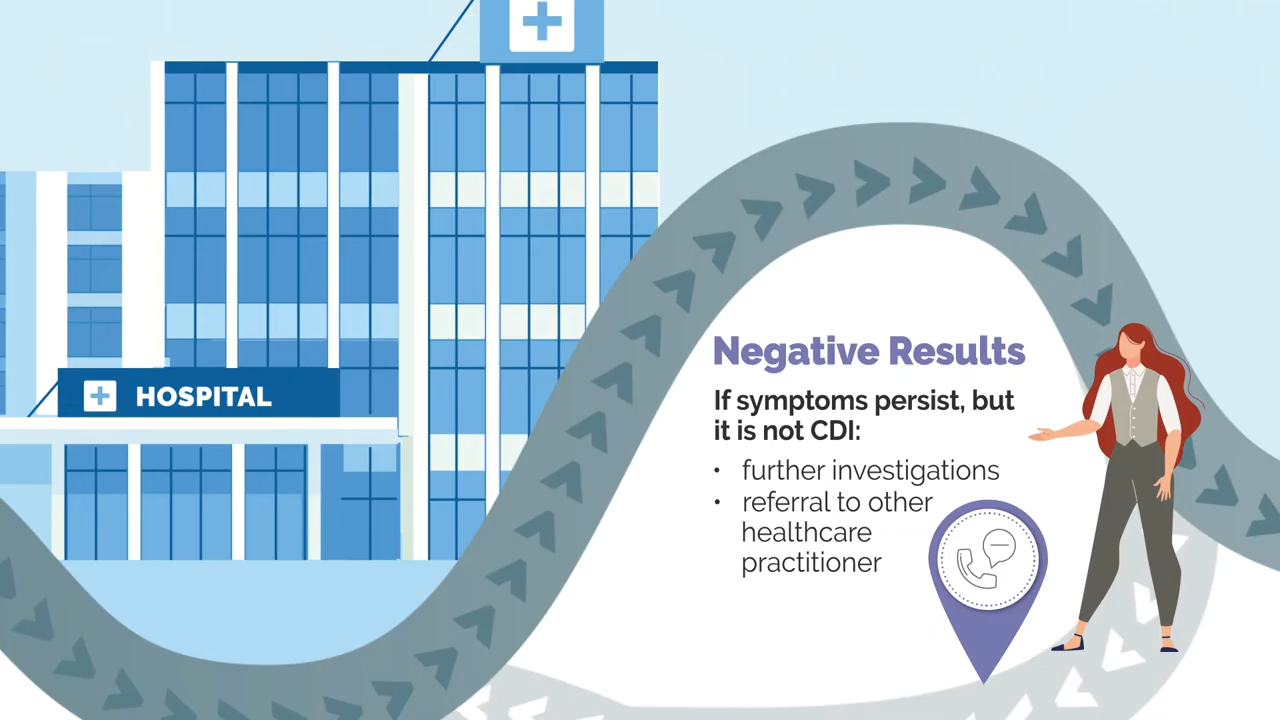 HOSPITAL
Negative Results
If symptoms persist, but
it is not CDI:
• further investigations
• referral to other
healthcare
practitioner